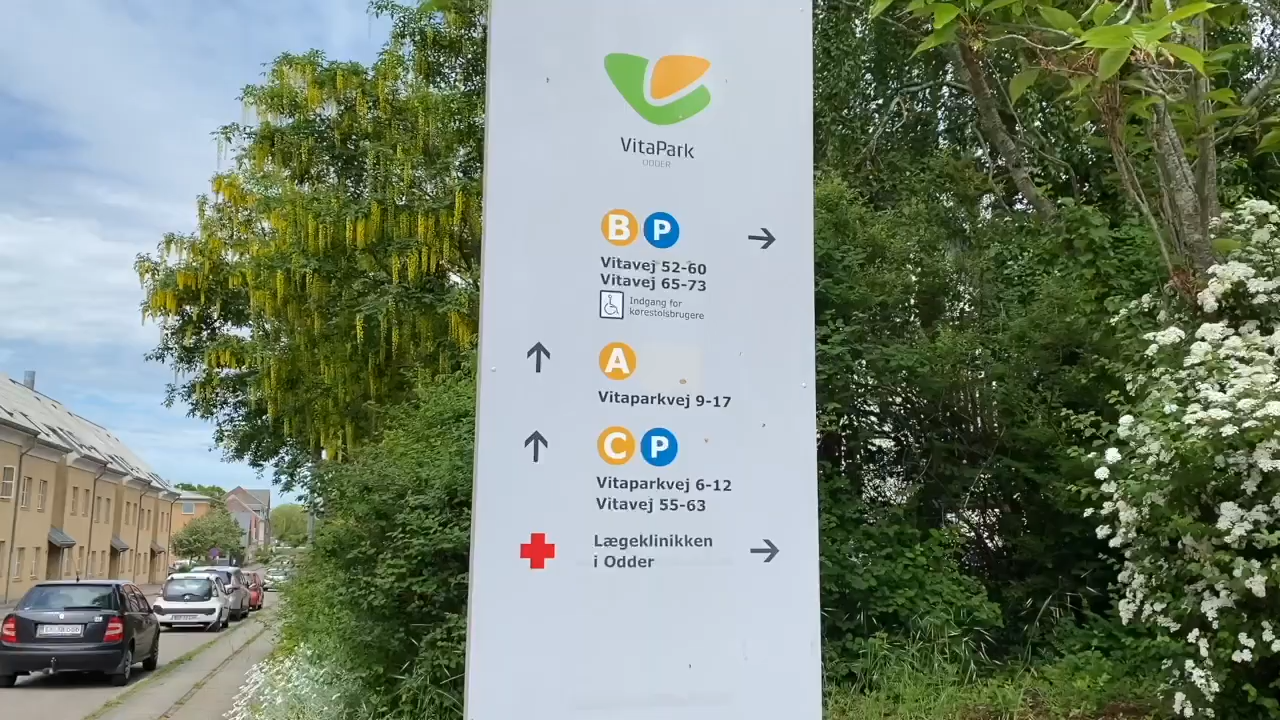 VitaPark
ODDER
B P
Vitavej 52-60
Vitavej 65-73
Indgang for
kørestolsbrugere
A
Vitaparkvej 9-17
C P
Vitaparkvej 6-12
Vitavej 55-63
Lægeklinikken
i Odder